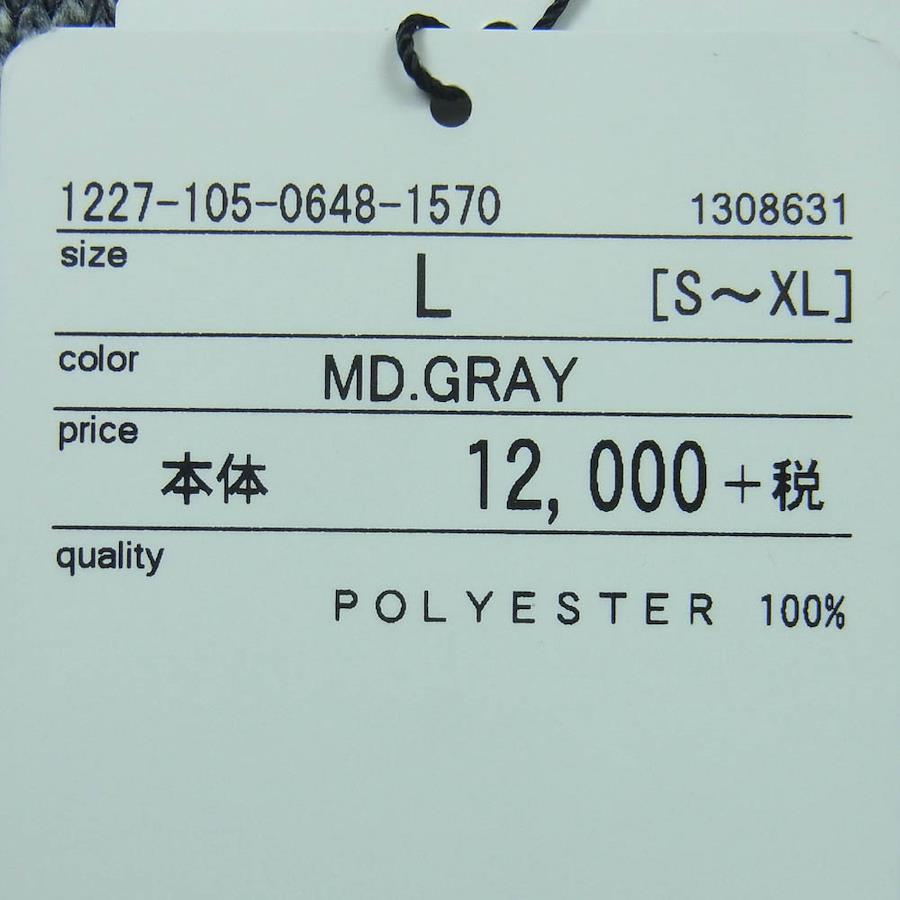 1227-105-0648-1570 1308631
size L [S～XL]
color MD.GRAY
price
本体 12,000+税
quality
POLYESTER 100%